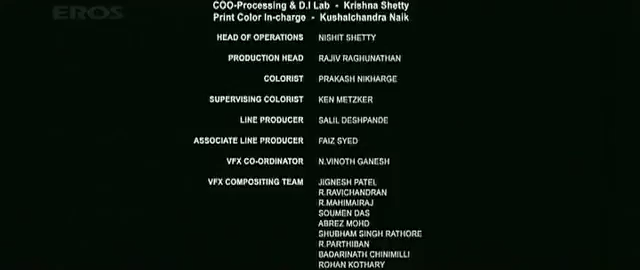 EROS
COO-Processing & D.I Lab - Krishna Shetty
Print Color In-charge - Kushalchandra Naik
HEAD OF OPERATIONS NISHIT SHETTY
PRODUCTION HEAD RAJIV RAGHUNATHAN
COLORIST PRAKASH NIKHARGE
SUPERVISING COLORIST KEN METZKER
LINE PRODUCER SALIL DESHPANDE
ASSOCIATE LINE PRODUCER FAIZ SYED
VFX CO-ORDINATOR N.VINOTH GANESH
VFX COMPOSITING TEAM JIGNESH PATEL
R.RAVICHANDRAN
R.MAHIMAIRAJ
SOUMEN DAS
ABREZ MOHD
SHUBHAM SINGH RATHORE
R.PARTHIBAN
BADARINATH CHINIMILLI
ROHAN KOTHARY